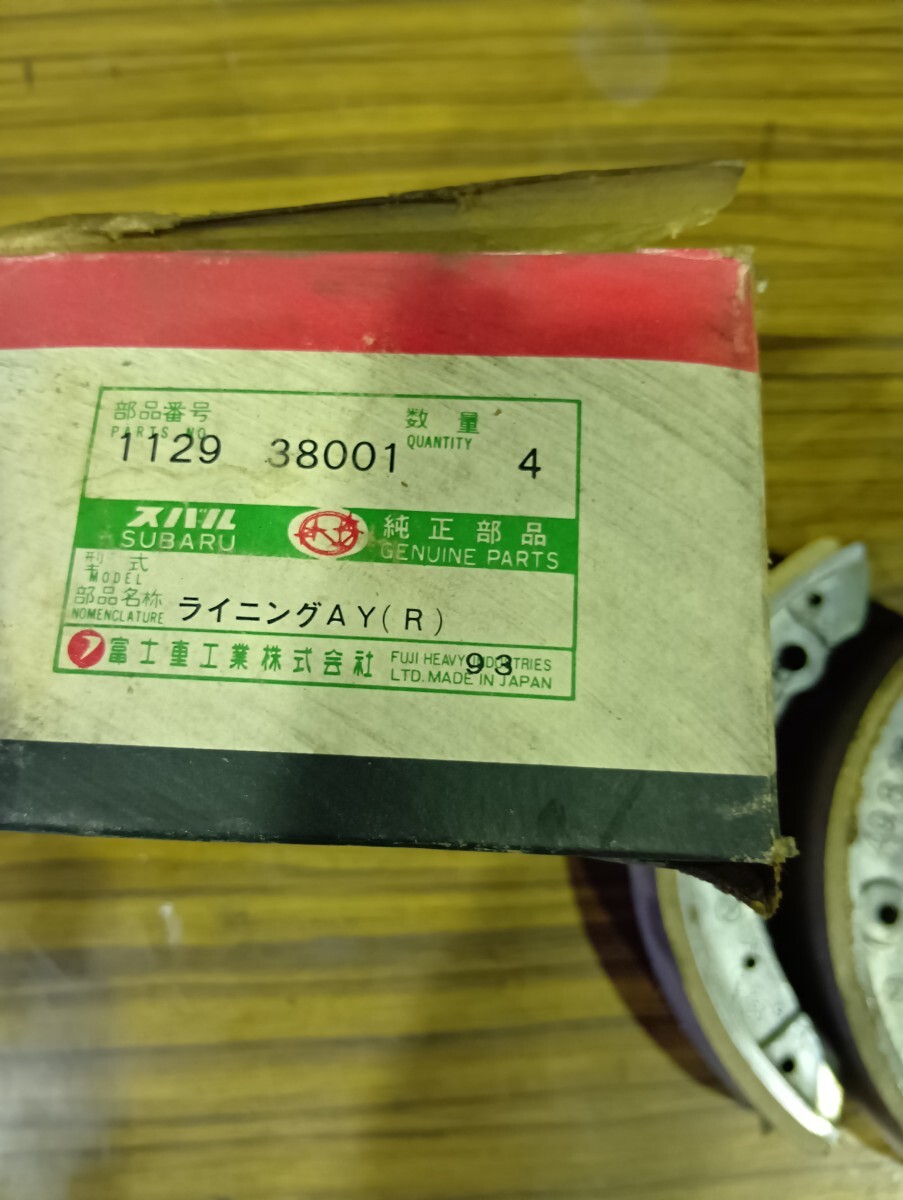 部品番号 数量
PARTS NO. QUANTITY
1129 38001 4
スバル 純正部品
SUBARU GENUINE PARTS
型式
MODEL
部品名称 ライニングAY(R)
NOMENCLATURE
富士重工業株式会社 FUJI HEAVY INDUSTRIES
LTD. MADE IN JAPAN
93